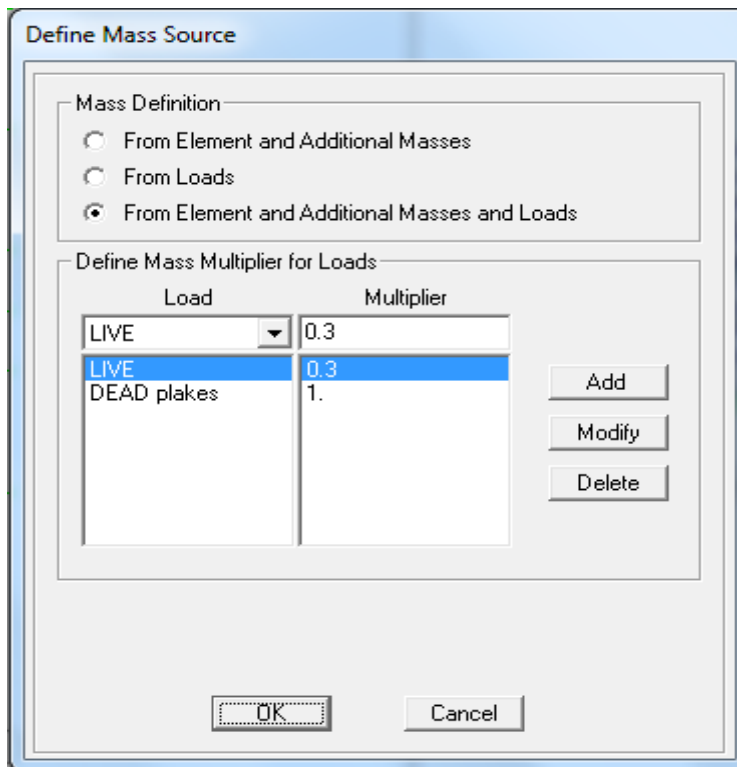 Define Mass Source
Mass Definition
From Element and Additional Masses
From Loads
From Element and Additional Masses and Loads
Define Mass Multiplier for Loads
Load Multiplier
LIVE 0.3
LIVE 0.3
DEAD plakes 1.
Add
Modify
Delete
OK Cancel